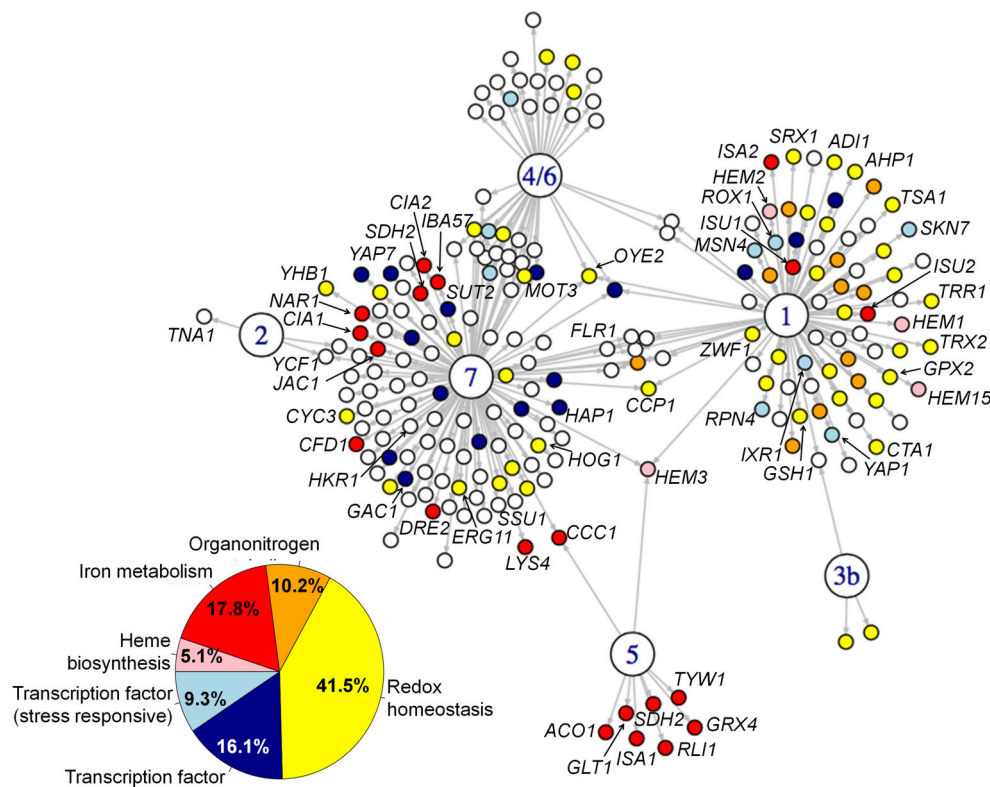 SRX1
ADI1
ISA2
AHP1
HEM2
ROX1
TSA1
4/6
CIA2
IBA57
ISU1
SKN7
SDH2
MSN4
YAP7
OYE2
ISU2
YHB1
SUT2
MOT3
TRR1
NAR1
CIA1
1
HEM1
TNA1
2
FLR1
TRX2
ZWF1
YCF1
GPX2
JAC1
7
HEM15
CCP1
CYC3
HAP1
RPN4
CFD1
CTA1
HOG1
IXR1
YAP1
HKR1
GSH1
HEM3
GAC1
SSU1
DRE2
ERG11
CCC1
Organonitrogen
LYS4
Iron metabolism
10.2%
3b
17.8%
Heme
biosynthesis
5.1%
5
41.5%
Redox
homeostasis
TYW1
Transcription factor
(stress responsive)
9.3%
SDH2
GRX4
ACO1
16.1%
RLI1
GLT1
ISA1
Transcription factor